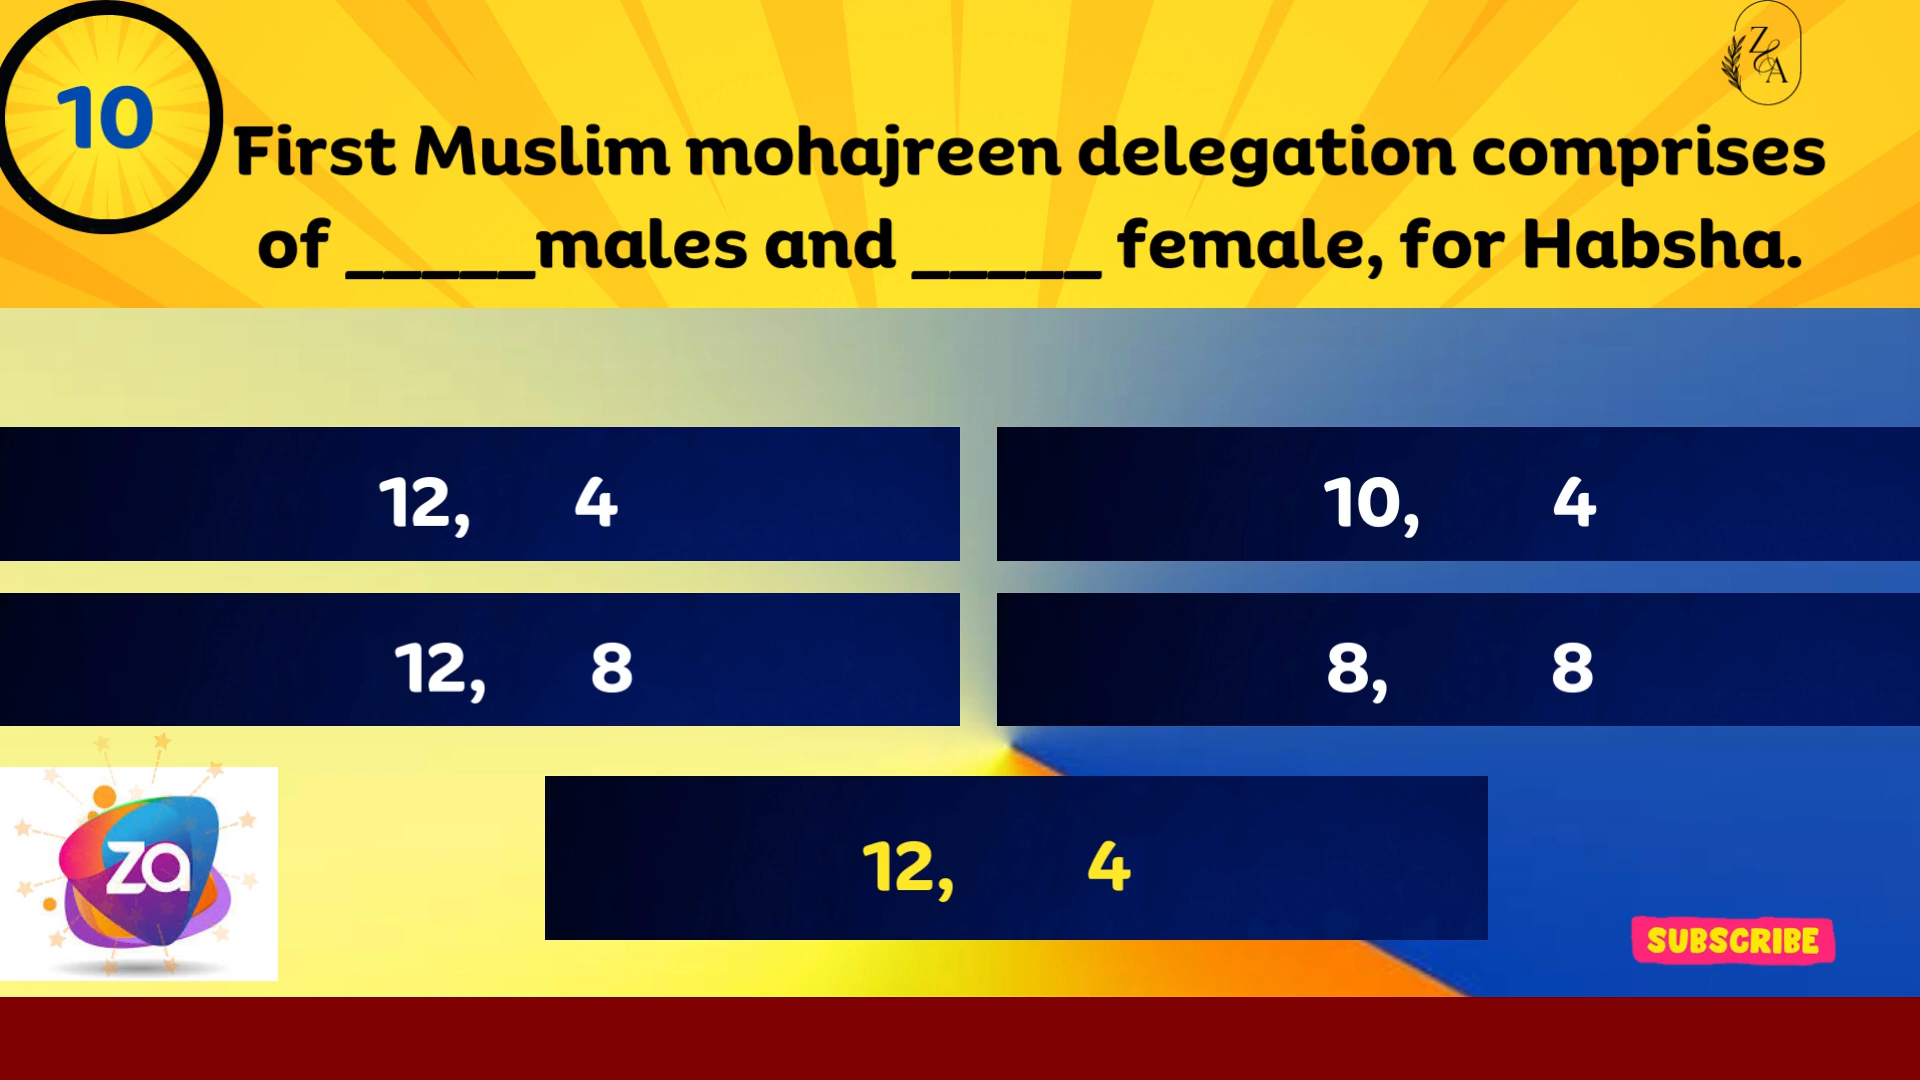 10
Z&A
First Muslim mohajreen delegation comprises
of _____males and _____ female, for Habsha.
12, 4
10, 4
12, 8
8, 8
za
12, 4
SUBSCRIBE